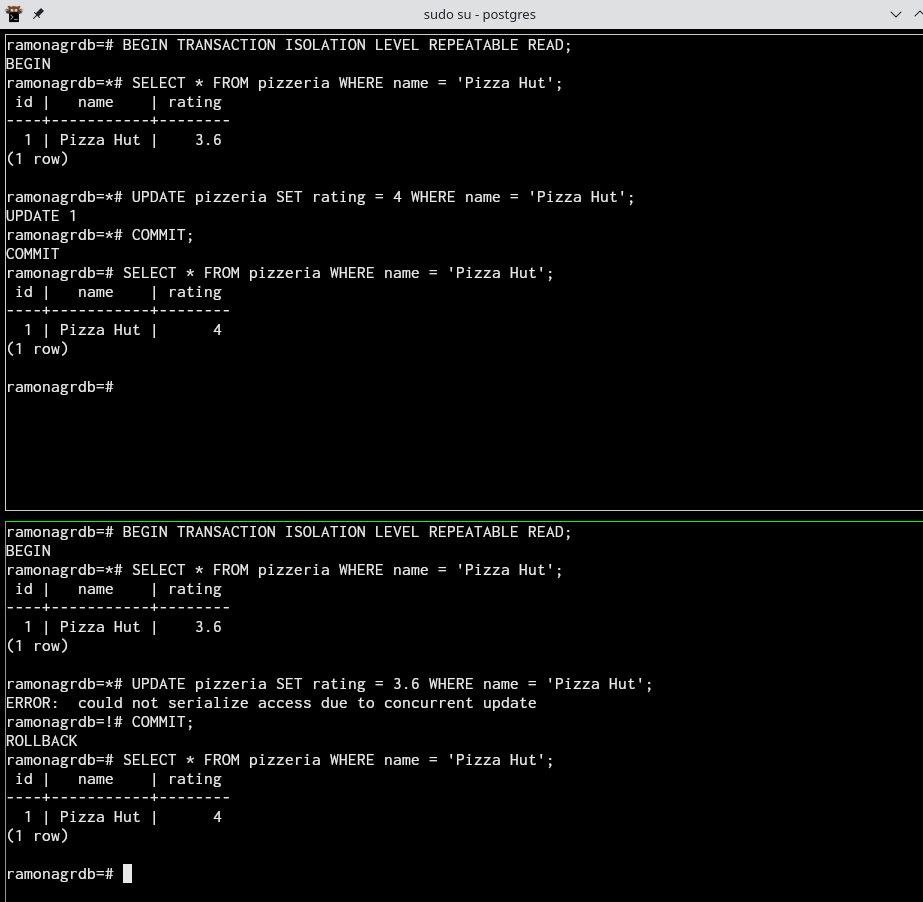 sudo su - postgres
ramonagrdb=# BEGIN TRANSACTION ISOLATION LEVEL REPEATABLE READ;
BEGIN
ramonagrdb=*# SELECT * FROM pizzeria WHERE name = 'Pizza Hut';
 id |   name    | rating
----+-----------+--------
  1 | Pizza Hut |    3.6
(1 row)

ramonagrdb=*# UPDATE pizzeria SET rating = 4 WHERE name = 'Pizza Hut';
UPDATE 1
ramonagrdb=*# COMMIT;
COMMIT
ramonagrdb=# SELECT * FROM pizzeria WHERE name = 'Pizza Hut';
 id |   name    | rating
----+-----------+--------
  1 | Pizza Hut |      4
(1 row)

ramonagrdb=#
ramonagrdb=# BEGIN TRANSACTION ISOLATION LEVEL REPEATABLE READ;
BEGIN
ramonagrdb=*# SELECT * FROM pizzeria WHERE name = 'Pizza Hut';
 id |   name    | rating
----+-----------+--------
  1 | Pizza Hut |    3.6
(1 row)

ramonagrdb=*# UPDATE pizzeria SET rating = 3.6 WHERE name = 'Pizza Hut';
ERROR:  could not serialize access due to concurrent update
ramonagrdb=!# COMMIT;
ROLLBACK
ramonagrdb=# SELECT * FROM pizzeria WHERE name = 'Pizza Hut';
 id |   name    | rating
----+-----------+--------
  1 | Pizza Hut |      4
(1 row)

ramonagrdb=#